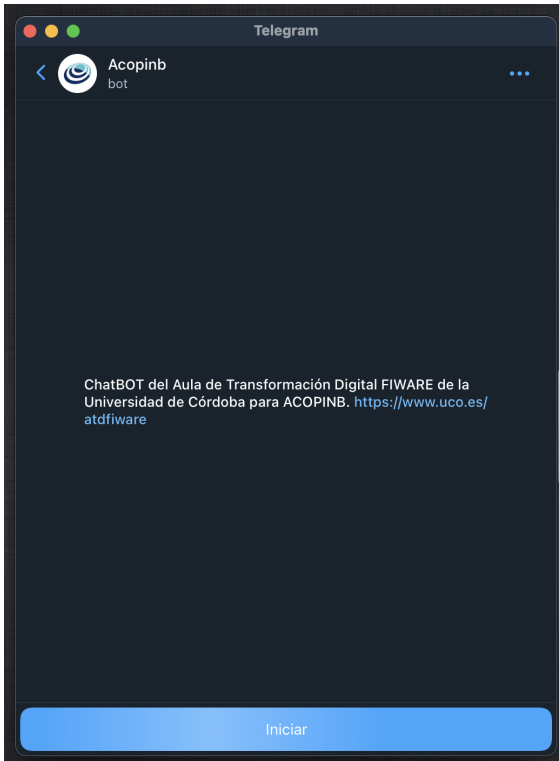 Telegram
Acopinb
bot
ChatBOT del Aula de Transformación Digital FIWARE de la
Universidad de Córdoba para ACOPINB. https://www.uco.es/
atdfiware
Iniciar